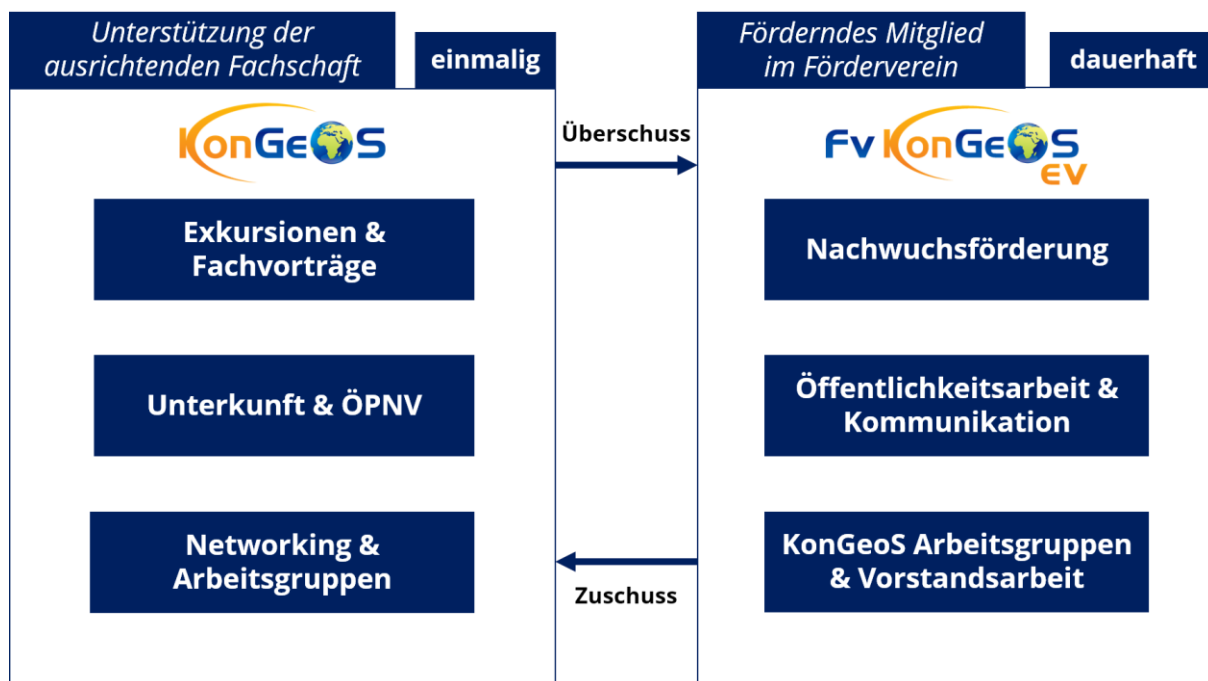 Unterstützung der
ausrichtenden Fachschaft
einmalig
KonGeOS
Exkursionen &
Fachvorträge
Unterkunft & ÖPNV
Networking &
Arbeitsgruppen
Überschuss
Zuschuss
Förderndes Mitglied
im Förderverein
dauerhaft
Fv KonGeOS
EV
Nachwuchsförderung
Öffentlichkeitsarbeit &
Kommunikation
KonGeoS Arbeitsgruppen
& Vorstandsarbeit